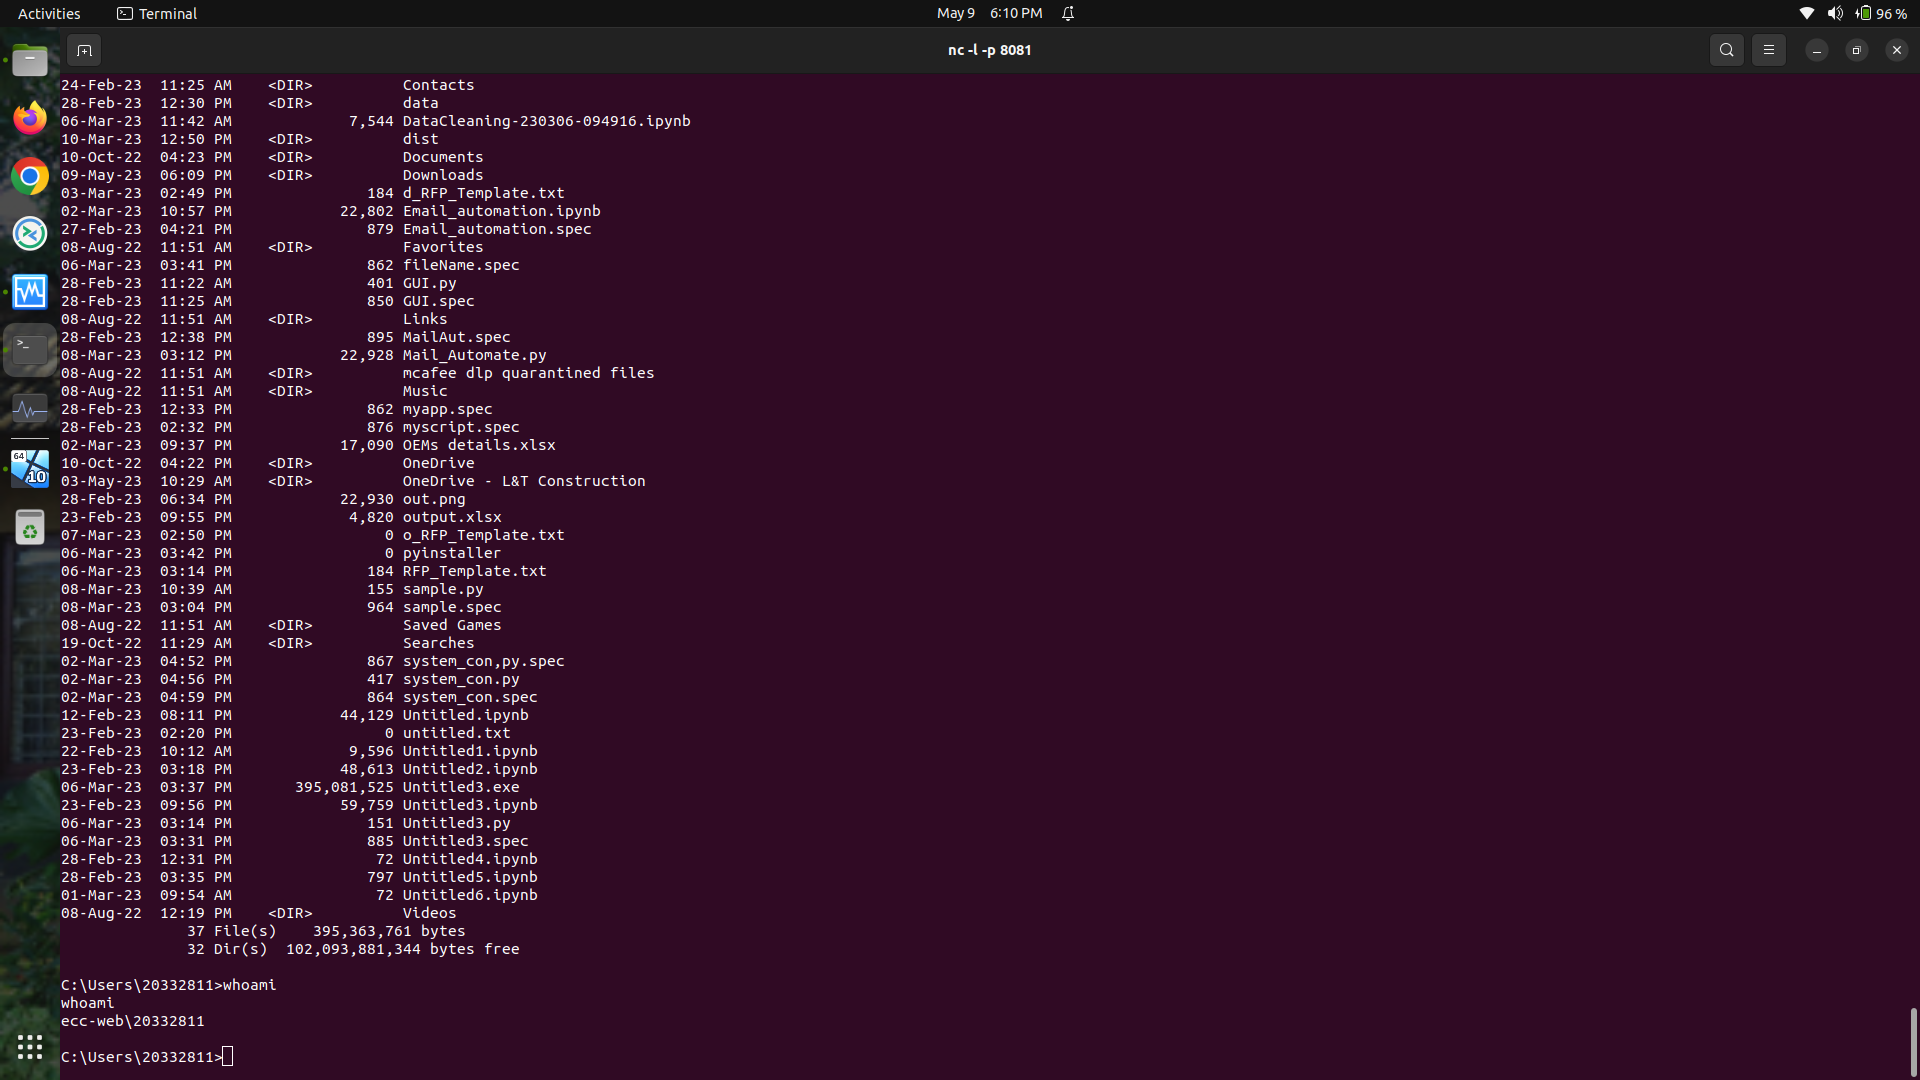 Activities Terminal May 9 6:10 PM 96 %
nc -l -p 8081
24-Feb-23  11:25 AM    <DIR>          Contacts
28-Feb-23  12:30 PM    <DIR>          data
06-Mar-23  11:42 AM             7,544 DataCleaning-230306-094916.ipynb
10-Mar-23  12:50 PM    <DIR>          dist
10-Oct-22  04:23 PM    <DIR>          Documents
09-May-23  06:09 PM    <DIR>          Downloads
03-Mar-23  02:49 PM               184 d_RFP_Template.txt
02-Mar-23  10:57 PM            22,802 Email_automation.ipynb
27-Feb-23  04:21 PM               879 Email_automation.spec
08-Aug-22  11:51 AM    <DIR>          Favorites
06-Mar-23  03:41 PM               862 fileName.spec
28-Feb-23  11:22 AM               401 GUI.py
28-Feb-23  11:25 AM               850 GUI.spec
08-Aug-22  11:51 AM    <DIR>          Links
28-Feb-23  12:38 PM               895 MailAut.spec
08-Mar-23  03:12 PM            22,928 Mail_Automate.py
08-Aug-22  11:51 AM    <DIR>          mcafee dlp quarantined files
08-Aug-22  11:51 AM    <DIR>          Music
28-Feb-23  12:33 PM               862 myapp.spec
28-Feb-23  02:32 PM               876 myscript.spec
02-Mar-23  09:37 PM            17,090 OEMs details.xlsx
10-Oct-22  04:22 PM    <DIR>          OneDrive
03-May-23  10:29 AM    <DIR>          OneDrive - L&T Construction
28-Feb-23  06:34 PM            22,930 out.png
23-Feb-23  09:55 PM             4,820 output.xlsx
07-Mar-23  02:50 PM                 0 o_RFP_Template.txt
06-Mar-23  03:42 PM                 0 pyinstaller
06-Mar-23  03:14 PM               184 RFP_Template.txt
08-Mar-23  10:39 AM               155 sample.py
08-Mar-23  03:04 PM               964 sample.spec
08-Aug-22  11:51 AM    <DIR>          Saved Games
19-Oct-22  11:29 AM    <DIR>          Searches
02-Mar-23  04:52 PM               867 system_con,py.spec
02-Mar-23  04:56 PM               417 system_con.py
02-Mar-23  04:59 PM               864 system_con.spec
12-Feb-23  08:11 PM            44,129 Untitled.ipynb
23-Feb-23  02:20 PM                 0 untitled.txt
22-Feb-23  10:12 AM             9,596 Untitled1.ipynb
23-Feb-23  03:18 PM            48,613 Untitled2.ipynb
06-Mar-23  03:37 PM       395,081,525 Untitled3.exe
23-Feb-23  09:56 PM            59,759 Untitled3.ipynb
06-Mar-23  03:14 PM               151 Untitled3.py
06-Mar-23  03:31 PM               885 Untitled3.spec
28-Feb-23  12:31 PM                72 Untitled4.ipynb
28-Feb-23  03:35 PM               797 Untitled5.ipynb
01-Mar-23  09:54 AM                72 Untitled6.ipynb
08-Aug-22  12:19 PM    <DIR>          Videos
37 File(s)    395,363,761 bytes
32 Dir(s)  102,093,881,344 bytes free
C:\Users\20332811>whoami
whoami
ecc-web\20332811
C:\Users\20332811>
64
10